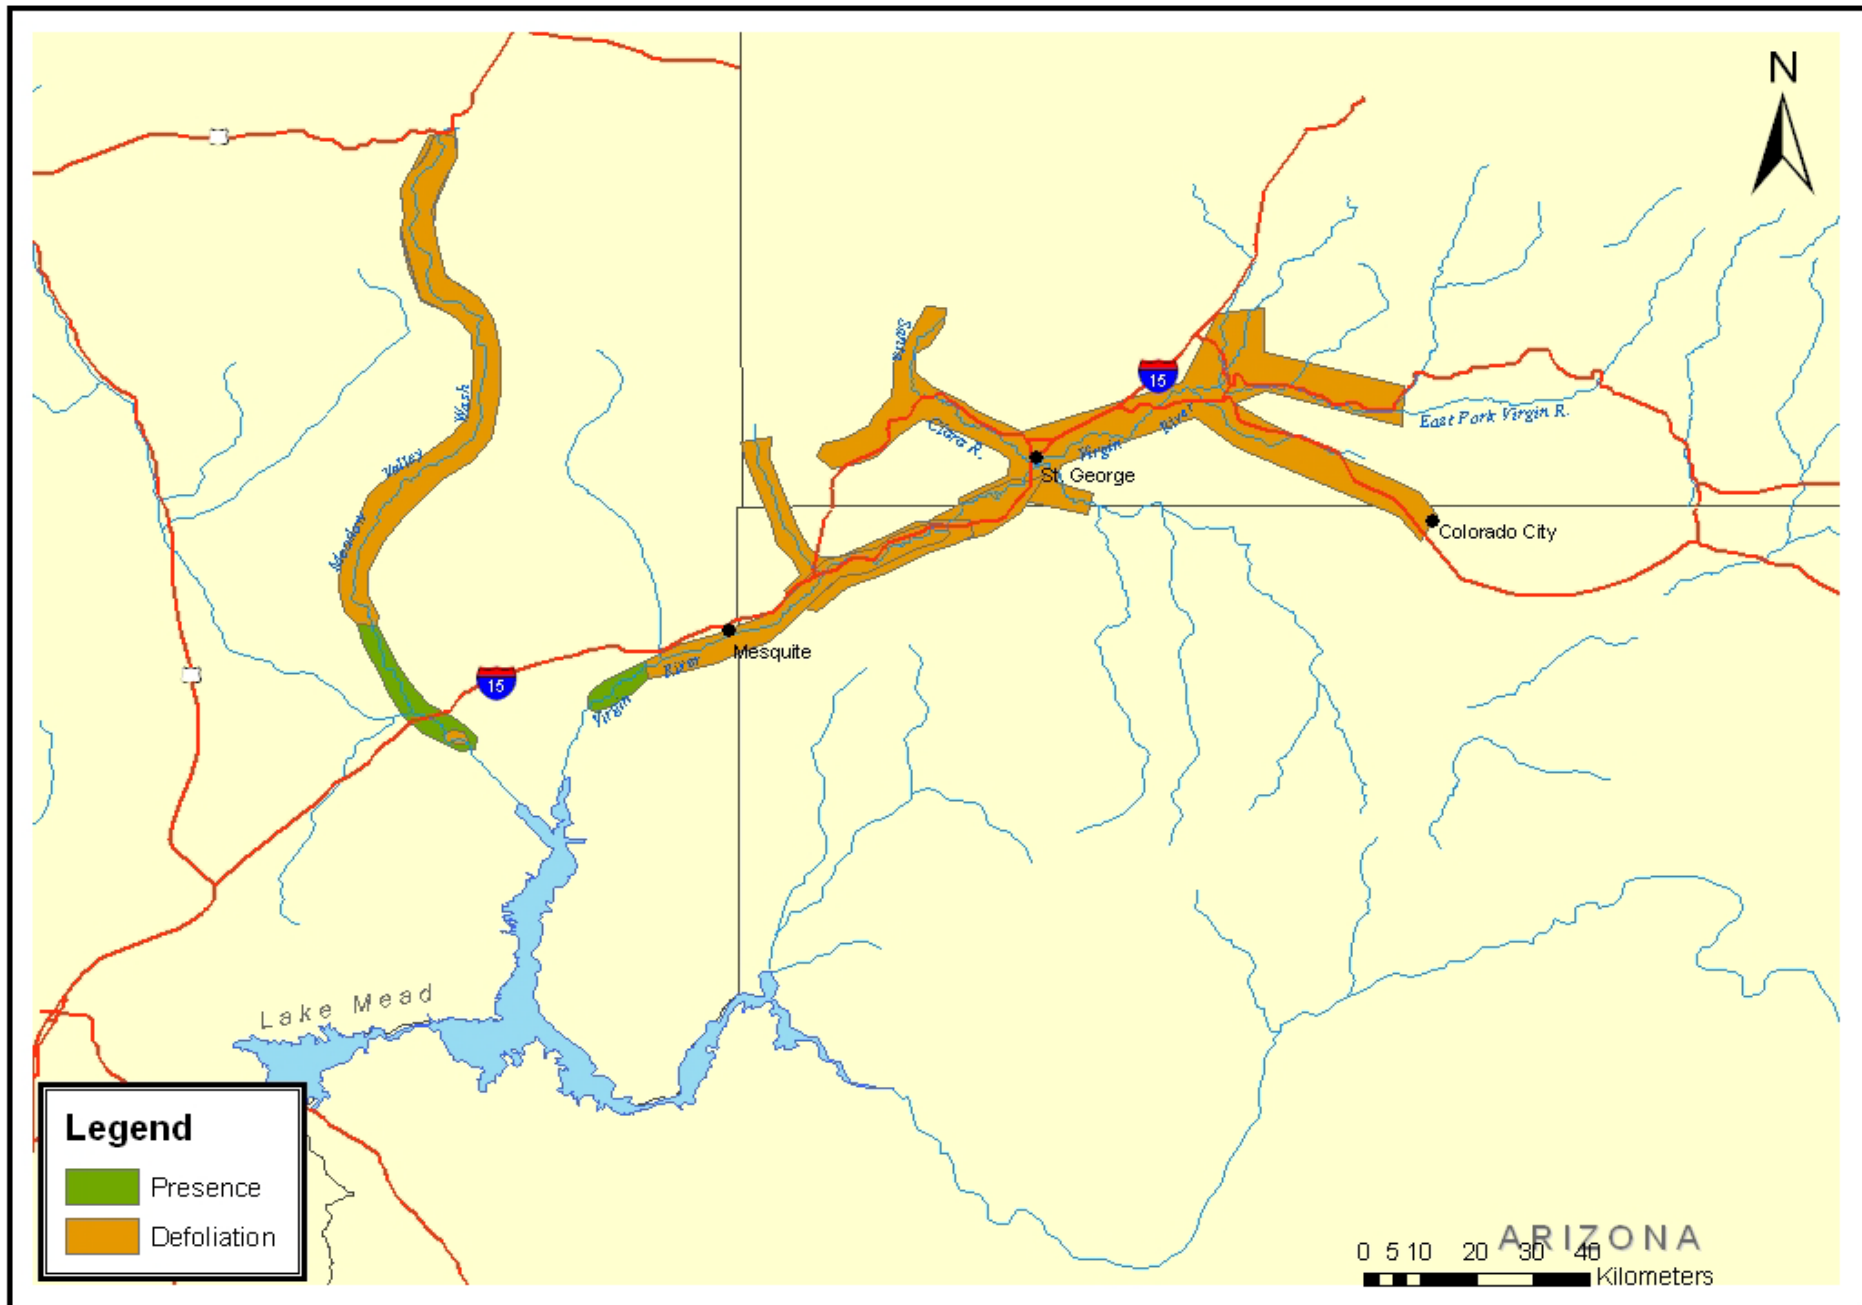 N
Santa
15
Wash
Clara R.
Virgin
River
East Fork Virgin R.
St. George
Valley
Meadow
Colorado City
Mesquite
River
15
Virgin
Lake Mead
Legend
Presence
Defoliation
ARIZONA
0 5 10 20 30 40
Kilometers